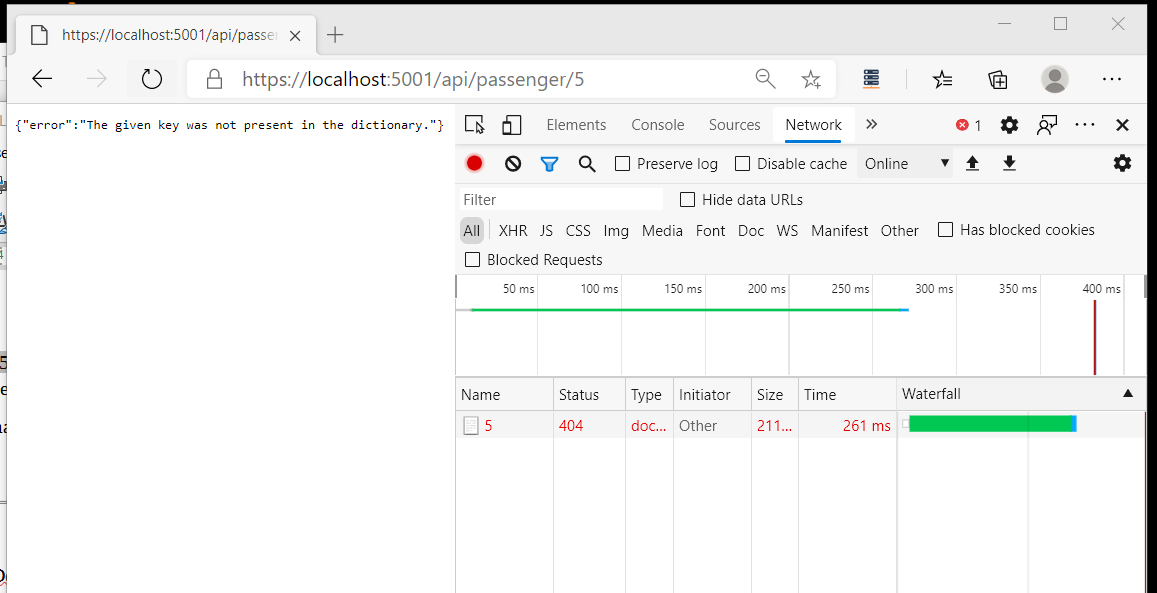 https://localhost:5001/api/passe
https://localhost:5001/api/passenger/5
{"error":"The given key was not present in the dictionary."}
Elements Console Sources Network 1
Preserve log Disable cache Online
Filter Hide data URLs
All XHR JS CSS Img Media Font Doc WS Manifest Other Has blocked cookies
Blocked Requests
50 ms 100 ms 150 ms 200 ms 250 ms 300 ms 350 ms 400 ms
Name Status Type Initiator Size Time Waterfall
5 404 doc... Other 211... 261 ms